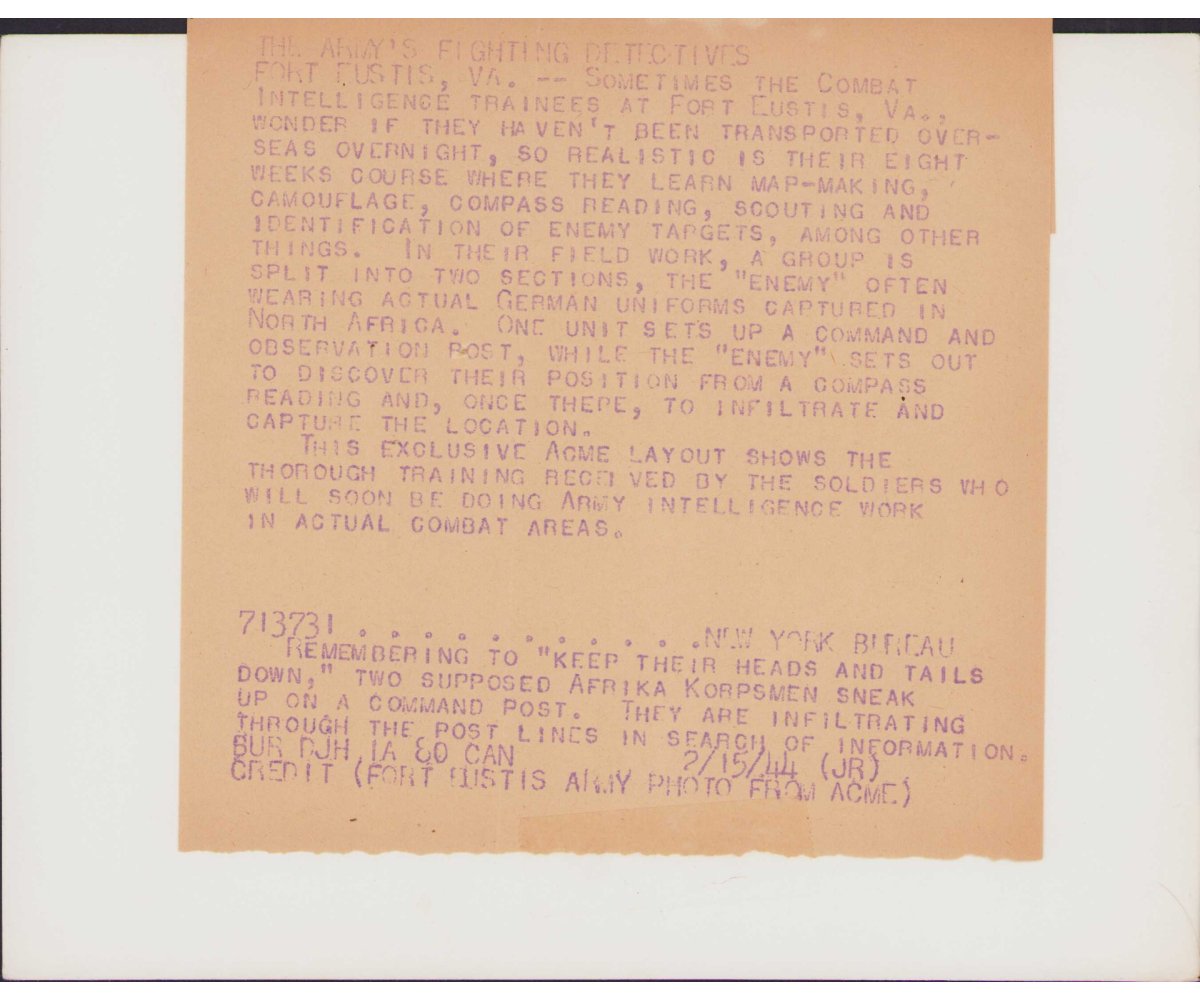 THE ARMY'S FIGHTING DETECTIVES
FORT EUSTIS, VA. -- SOMETIMES THE COMBAT
INTELLIGENCE TRAINEES AT FORT EUSTIS, VA.,
WONDER IF THEY HAVEN'T BEEN TRANSPORTED OVER-
SEAS OVERNIGHT, SO REALISTIC IS THEIR EIGHT
WEEKS COURSE WHERE THEY LEARN MAP-MAKING,
CAMOUFLAGE, COMPASS READING, SCOUTING AND
IDENTIFICATION OF ENEMY TARGETS, AMONG OTHER
THINGS. IN THEIR FIELD WORK, A GROUP IS
SPLIT INTO TWO SECTIONS, THE "ENEMY" OFTEN
WEARING ACTUAL GERMAN UNIFORMS CAPTURED IN
NORTH AFRICA. ONE UNIT SETS UP A COMMAND AND
OBSERVATION POST, WHILE THE "ENEMY" SETS OUT
TO DISCOVER THEIR POSITION FROM A COMPASS
READING AND, ONCE THERE, TO INFILTRATE AND
CAPTURE THE LOCATION.
THIS EXCLUSIVE ACME LAYOUT SHOWS THE
THOROUGH TRAINING RECEIVED BY THE SOLDIERS WHO
WILL SOON BE DOING ARMY INTELLIGENCE WORK
IN ACTUAL COMBAT AREAS.
713731 . . . . . . . . . . . .NEW YORK BUREAU
REMEMBERING TO "KEEP THEIR HEADS AND TAILS
DOWN," TWO SUPPOSED AFRIKA KORPSMEN SNEAK
UP ON A COMMAND POST. THEY ARE INFILTRATING
THROUGH THE POST LINES IN SEARCH OF INFORMATION.
BUR DJH 1A 80 CAN 2/15/44 (JR)
CREDIT (FORT EUSTIS ARMY PHOTO FROM ACME)